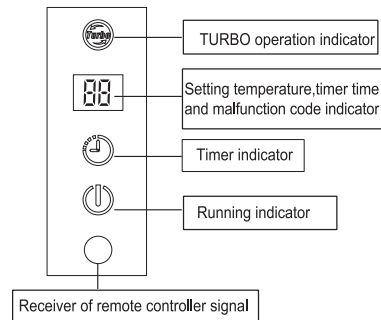 Turbo
TURBO operation indicator
88
Setting temperature,timer time
and malfunction code indicator
Timer indicator
Running indicator
Receiver of remote controller signal